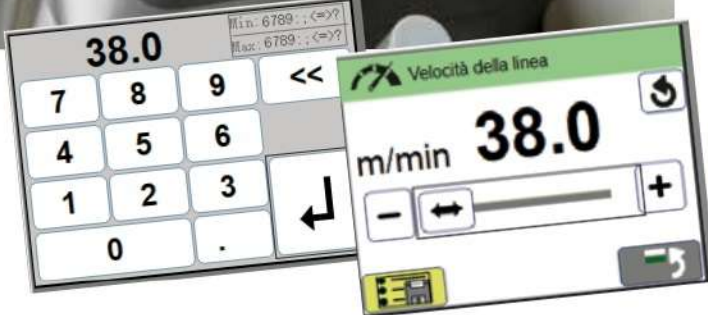 38.0
Min: 6789:;<=>?
Max: 6789:;<=>?
7 8 9 <<
4 5 6
1 2 3
0 .
Velocità della linea
m/min 38.0
- +